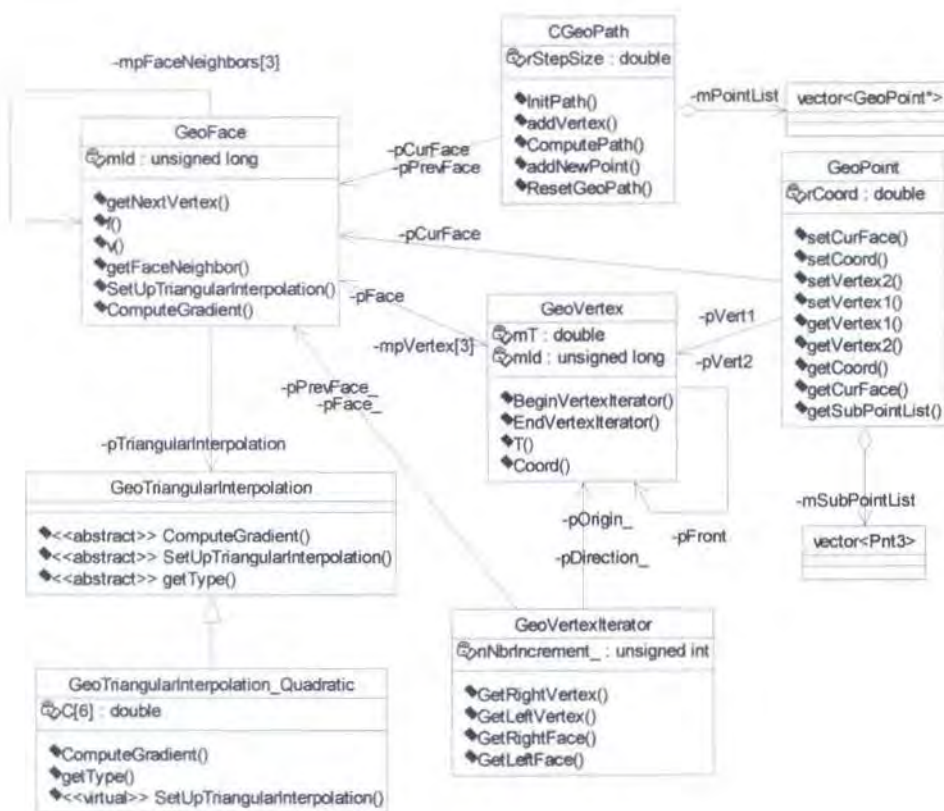 -mpFaceNeighbors[3]
GeoFace
mId : unsigned long
getNextVertex()
f()
v()
getFaceNeighbor()
SetUpTriangularInterpolation()
ComputeGradient()
CGeoPath
rStepSize : double
InitPath()
addVertex()
ComputePath()
addNewPoint()
ResetGeoPath()
-mPointList
vector<GeoPoint*>
-pCurFace
-pPrevFace
GeoPoint
rCoord : double
setCurFace()
setCoord()
setVertex2()
setVertex1()
getVertex1()
getVertex2()
getCoord()
getCurFace()
getSubPointList()
-pCurFace
-pFace
-mpVertex[3]
GeoVertex
mT : double
mId : unsigned long
BeginVertexIterator()
EndVertexIterator()
T()
Coord()
-pVert1
-pVert2
-pPrevFace_
-pFace_
-pTriangularInterpolation
GeoTriangularInterpolation
<<abstract>> ComputeGradient()
<<abstract>> SetUpTriangularInterpolation()
<<abstract>> getType()
-pOrigin_
-pDirection_
-pFront
-mSubPointList
vector<Pnt3>
GeoVertexIterator
nNbrIncrement_ : unsigned int
GetRightVertex()
GetLeftVertex()
GetRightFace()
GetLeftFace()
GeoTriangularInterpolation_Quadratic
C[6] : double
ComputeGradient()
getType()
<<virtual>> SetUpTriangularInterpolation()